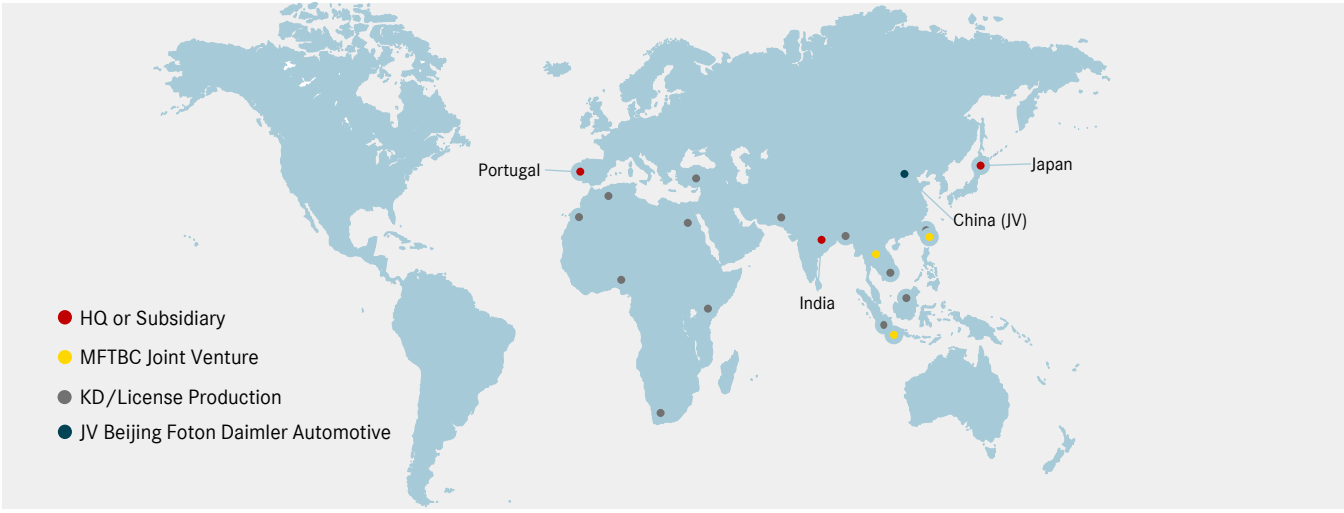 Portugal
Japan
China (JV)
India
HQ or Subsidiary
MFTBC Joint Venture
KD/License Production
JV Beijing Foton Daimler Automotive